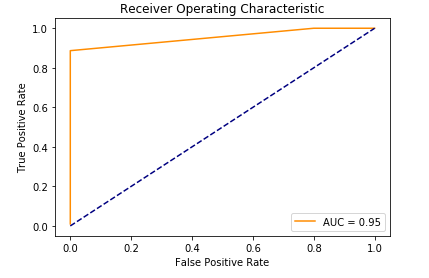 Receiver Operating Characteristic
1.0
0.8
0.6
0.4
0.2
0.0
True Positive Rate
AUC = 0.95
0.0 0.2 0.4 0.6 0.8 1.0
False Positive Rate